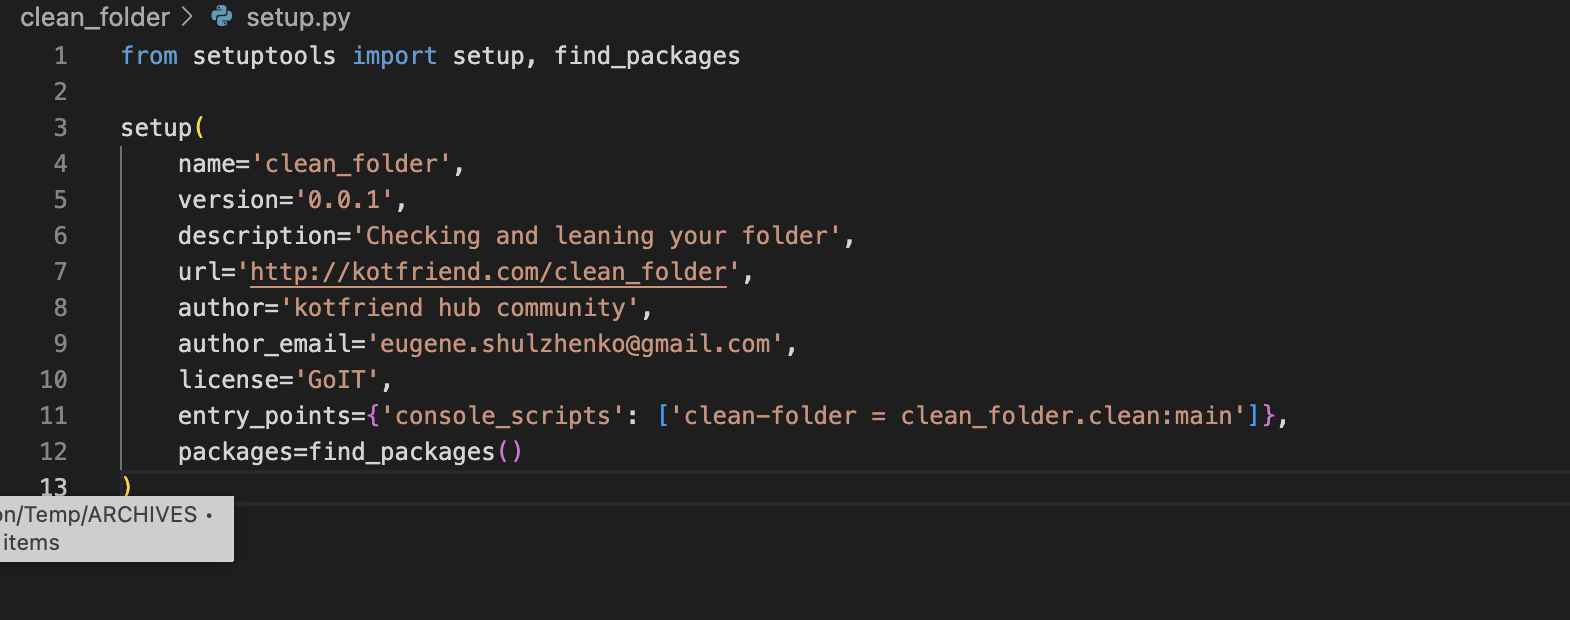 clean_folder > setup.py
1 from setuptools import setup, find_packages
2
3 setup(
4     name='clean_folder',
5     version='0.0.1',
6     description='Checking and leaning your folder',
7     url='http://kotfriend.com/clean_folder',
8     author='kotfriend hub community',
9     author_email='eugene.shulzhenko@gmail.com',
10     license='GoIT',
11     entry_points={'console_scripts': ['clean-folder = clean_folder.clean:main']},
12     packages=find_packages()
13 )
on/Temp/ARCHIVES •
items